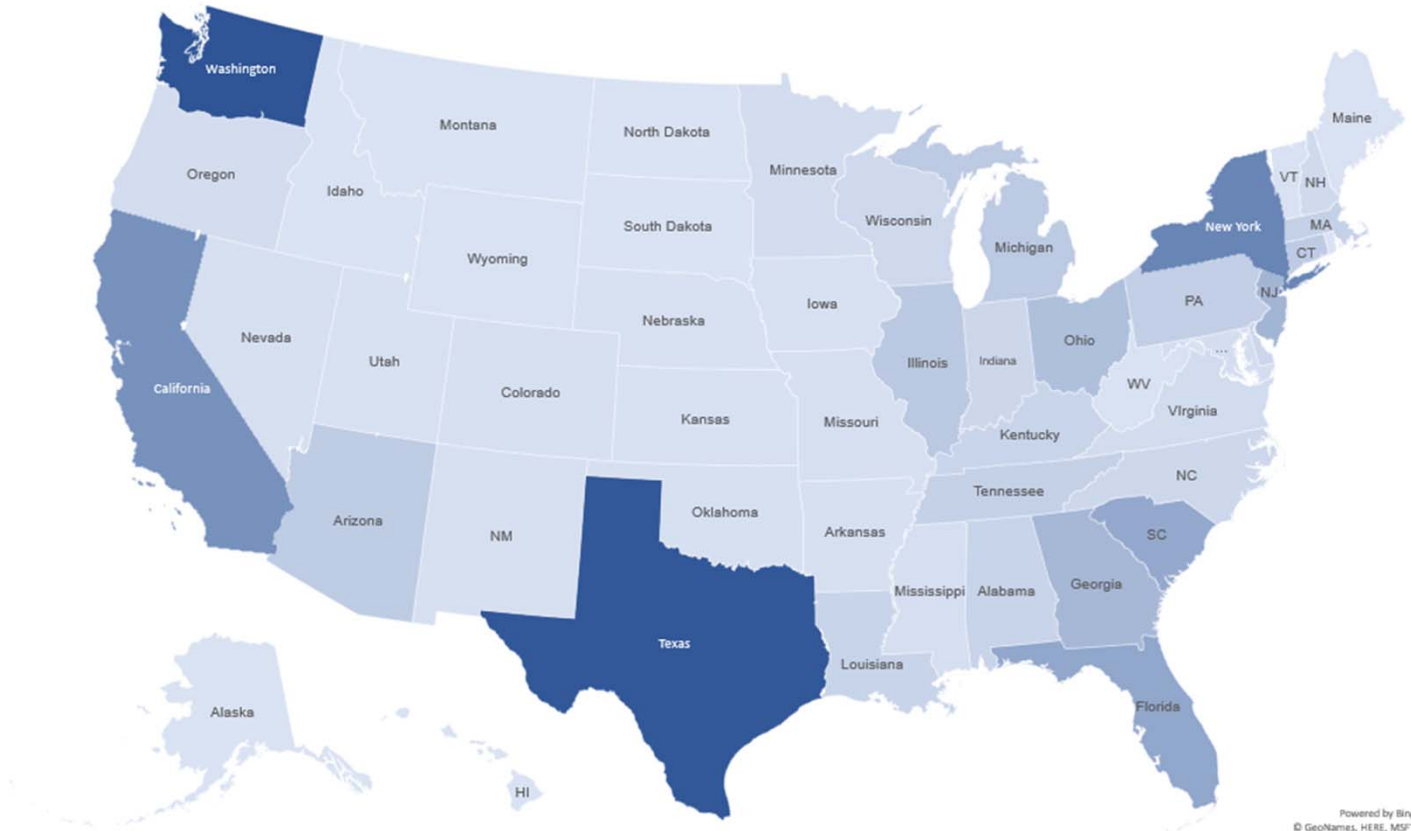 Washington
Montana
North Dakota
Minnesota
Maine
Oregon
Idaho
VT
NH
South Dakota
Wisconsin
New York
MA
Michigan
CT
Wyoming
Iowa
PA
NJ
Nebraska
Nevada
Utah
Ohio
...
Illinois
Indiana
California
Colorado
WV
Kansas
Missouri
VIrginia
Kentucky
NC
Tennessee
Arizona
NM
Oklahoma
Arkansas
SC
Georgia
Mississippi
Alabama
Texas
Louisiana
Florida
Alaska
HI
Powered by Bing
© GeoNames, HERE, MSFT